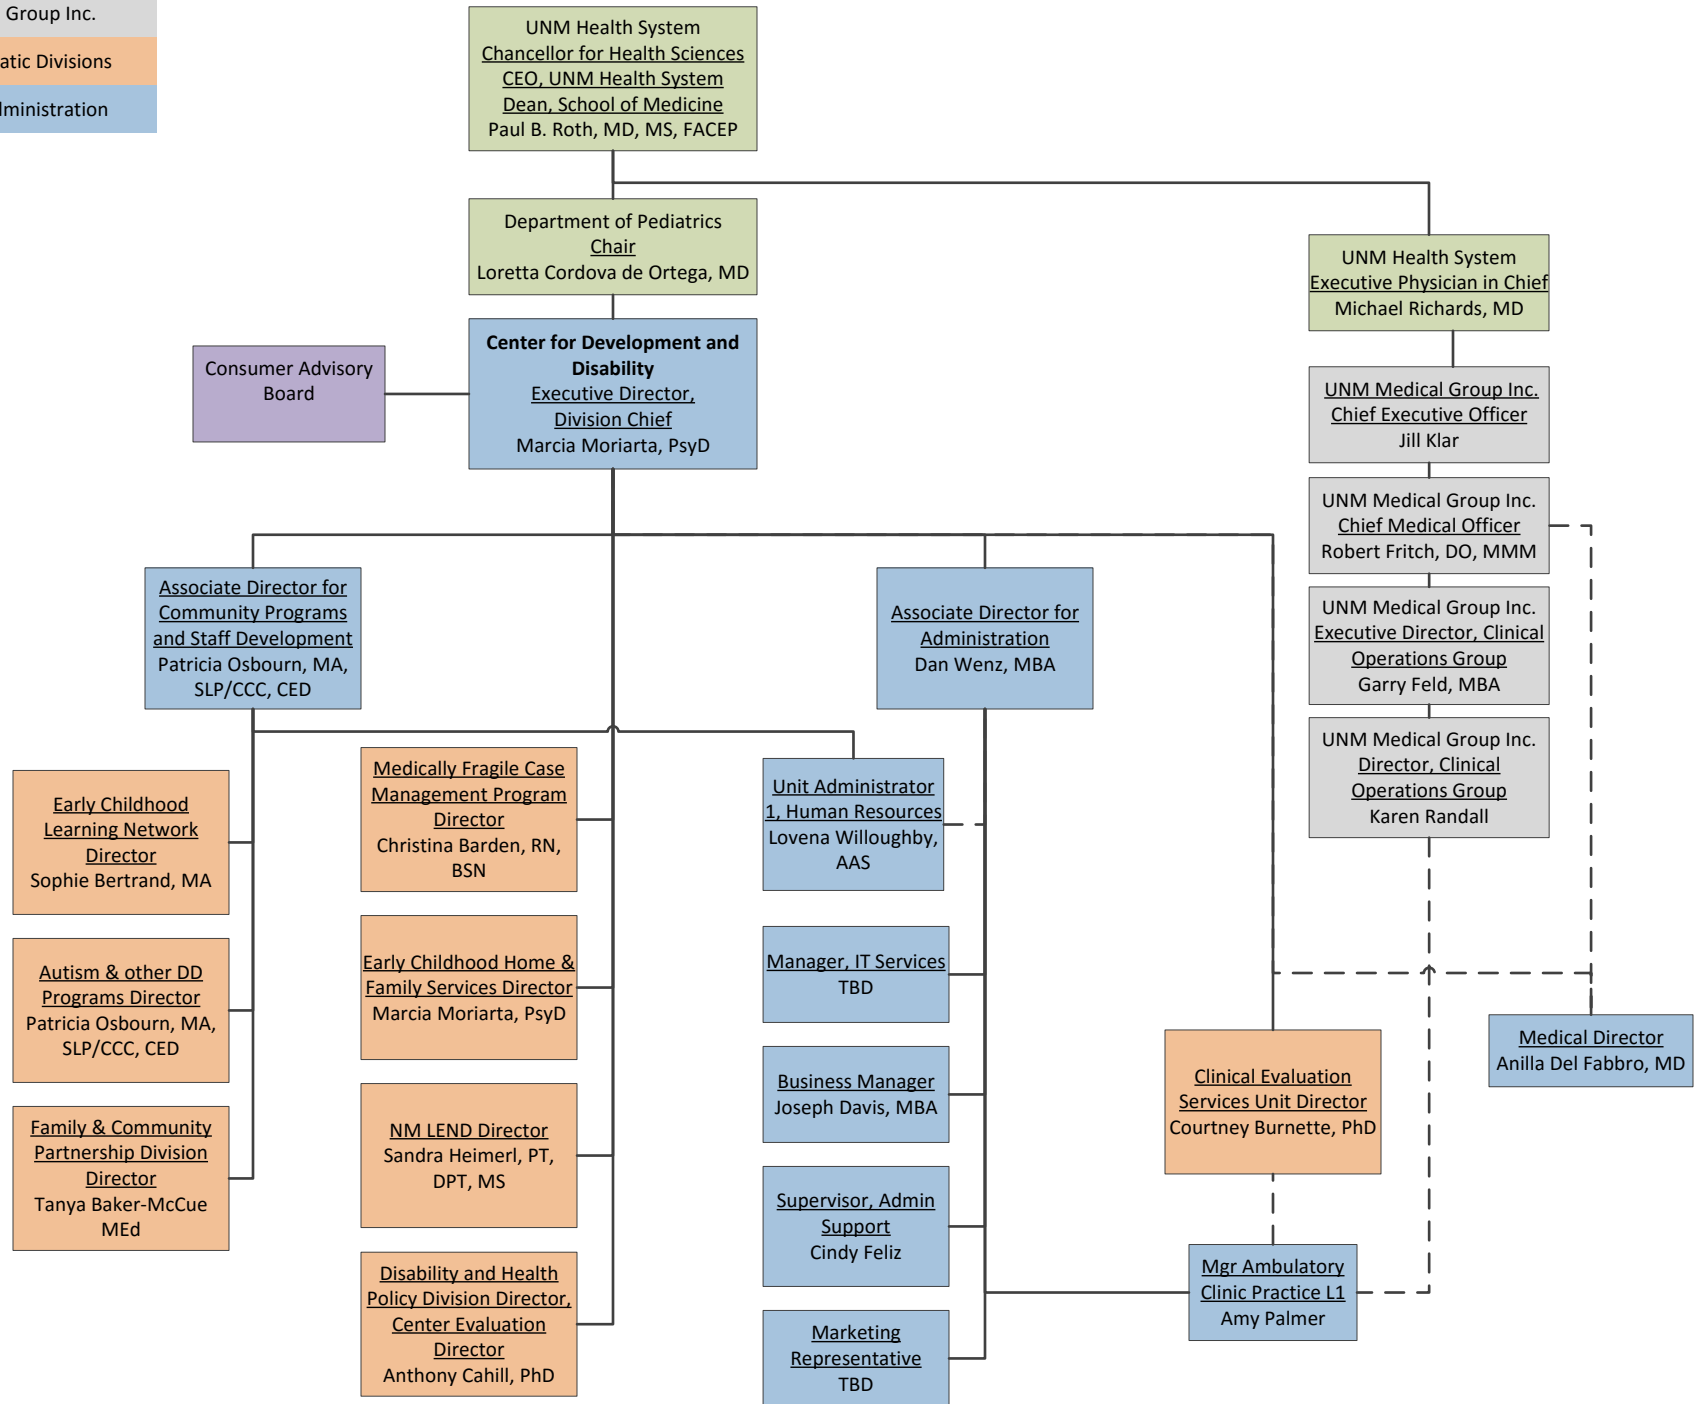 Group Inc.
atic Divisions
ministration
UNM Health System
Chancellor for Health Sciences
CEO, UNM Health System
Dean, School of Medicine
Paul B. Roth, MD, MS, FACEP
Department of Pediatrics
Chair
Loretta Cordova de Ortega, MD
UNM Health System
Executive Physician in Chief
Michael Richards, MD
Consumer Advisory
Board
Center for Development and
Disability
Executive Director,
Division Chief
Marcia Moriarta, PsyD
UNM Medical Group Inc.
Chief Executive Officer
Jill Klar
UNM Medical Group Inc.
Chief Medical Officer
Robert Fritch, DO, MMM
UNM Medical Group Inc.
Executive Director, Clinical
Operations Group
Garry Feld, MBA
UNM Medical Group Inc.
Director, Clinical
Operations Group
Karen Randall
Associate Director for
Community Programs
and Staff Development
Patricia Osbourn, MA,
SLP/CCC, CED
Associate Director for
Administration
Dan Wenz, MBA
Early Childhood
Learning Network
Director
Sophie Bertrand, MA
Autism & other DD
Programs Director
Patricia Osbourn, MA,
SLP/CCC, CED
Family & Community
Partnership Division
Director
Tanya Baker-McCue
MEd
Medically Fragile Case
Management Program
Director
Christina Barden, RN,
BSN
Early Childhood Home &
Family Services Director
Marcia Moriarta, PsyD
NM LEND Director
Sandra Heimerl, PT,
DPT, MS
Disability and Health
Policy Division Director,
Center Evaluation
Director
Anthony Cahill, PhD
Unit Administrator
1, Human Resources
Lovena Willoughby,
AAS
Manager, IT Services
TBD
Business Manager
Joseph Davis, MBA
Supervisor, Admin
Support
Cindy Feliz
Marketing
Representative
TBD
Clinical Evaluation
Services Unit Director
Courtney Burnette, PhD
Mgr Ambulatory
Clinic Practice L1
Amy Palmer
Medical Director
Anilla Del Fabbro, MD